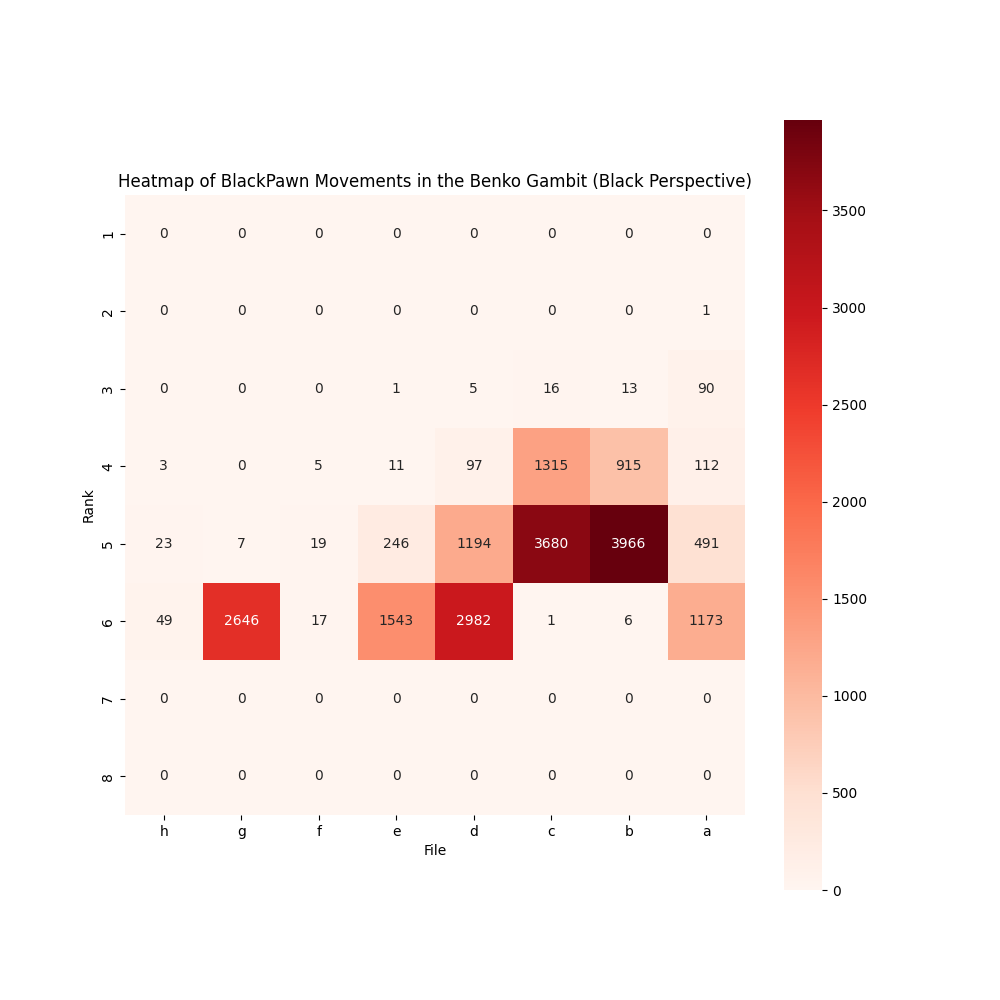 Heatmap of BlackPawn Movements in the Benko Gambit (Black Perspective)
1 0 0 0 0 0 0 0 0
2 0 0 0 0 0 0 0 1
3 0 0 0 1 5 16 13 90
4 3 0 5 11 97 1315 915 112
5 23 7 19 246 1194 3680 3966 491
6 49 2646 17 1543 2982 1 6 1173
7 0 0 0 0 0 0 0 0
8 0 0 0 0 0 0 0 0
h g f e d c b a
File
Rank
3500
3000
2500
2000
1500
1000
500
0